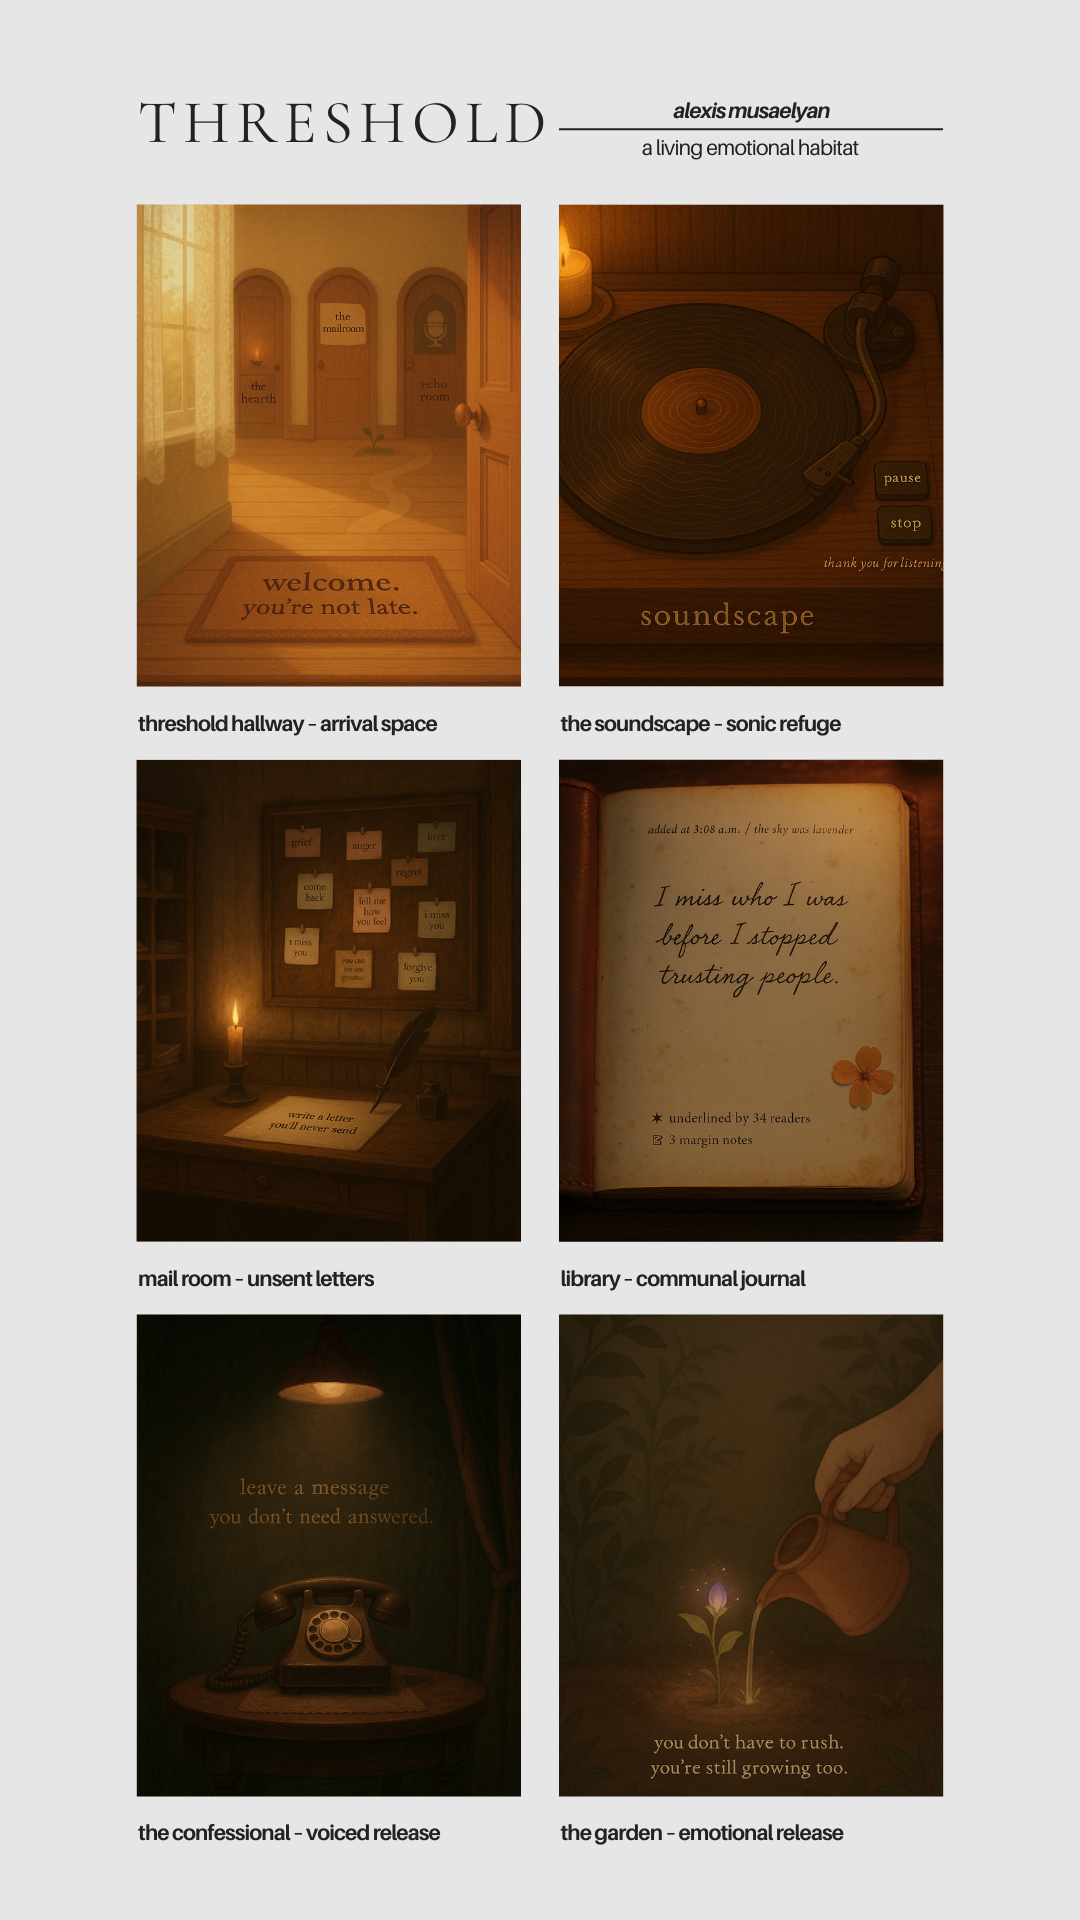 THRESHOLD
alexis musaelyan
a living emotional habitat
the
hearth
the
mailroom
echo
room
welcome.
you're not late.
pause
stop
thank you for listening
soundscape
threshold hallway – arrival space
the soundscape – sonic refuge
grief
anger
love
regret
come
back
tell me
how
you feel
i miss
you
i miss
you
you can
forgive
you
write a letter
you'll never send
added at 3:08 a.m. / the sky was lavender
I miss who I was
before I stopped
trusting people.
underlined by 34 readers
3 margin notes
mail room – unsent letters
library – communal journal
leave a message
you don't need answered.
you don't have to rush.
you're still growing too.
the confessional – voiced release
the garden – emotional release